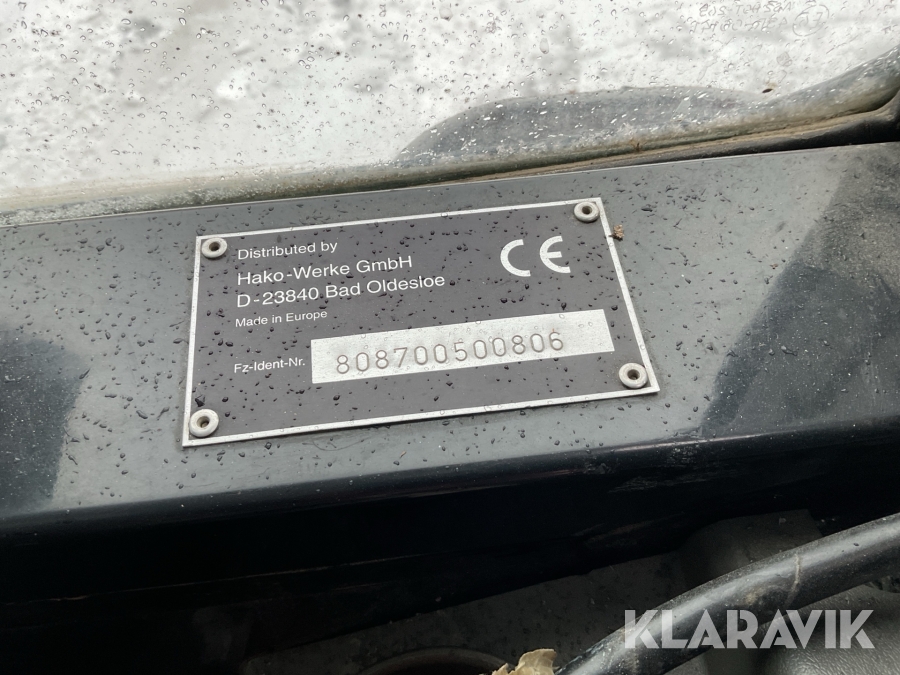 Distributed by
Hako-Werke GmbH
D-23840 Bad Oldesloe
Made in Europe
CE
Fz-Ident-Nr. 808700500806
KLARAVIK